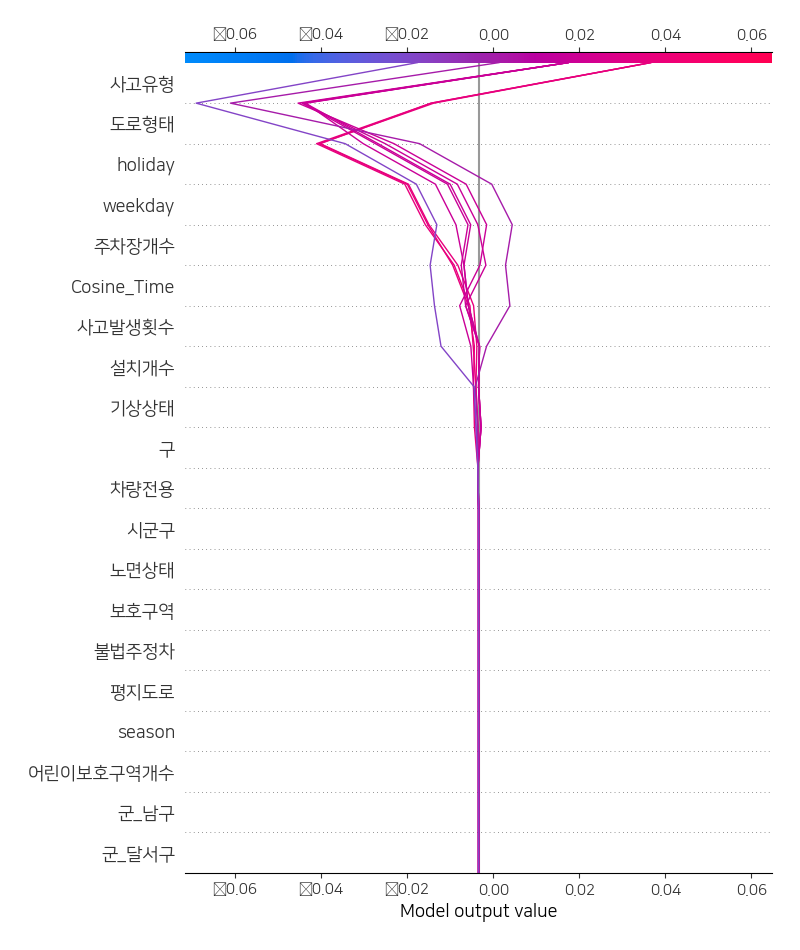 ▯0.06 ▯0.04 ▯0.02 0.00 0.02 0.04 0.06
사고유형
도로형태
holiday
weekday
주차장개수
Cosine_Time
사고발생횟수
설치개수
기상상태
구
차량전용
시군구
노면상태
보호구역
불법주정차
평지도로
season
어린이보호구역개수
군_남구
군_달서구
▯0.06 ▯0.04 ▯0.02 0.00 0.02 0.04 0.06
Model output value